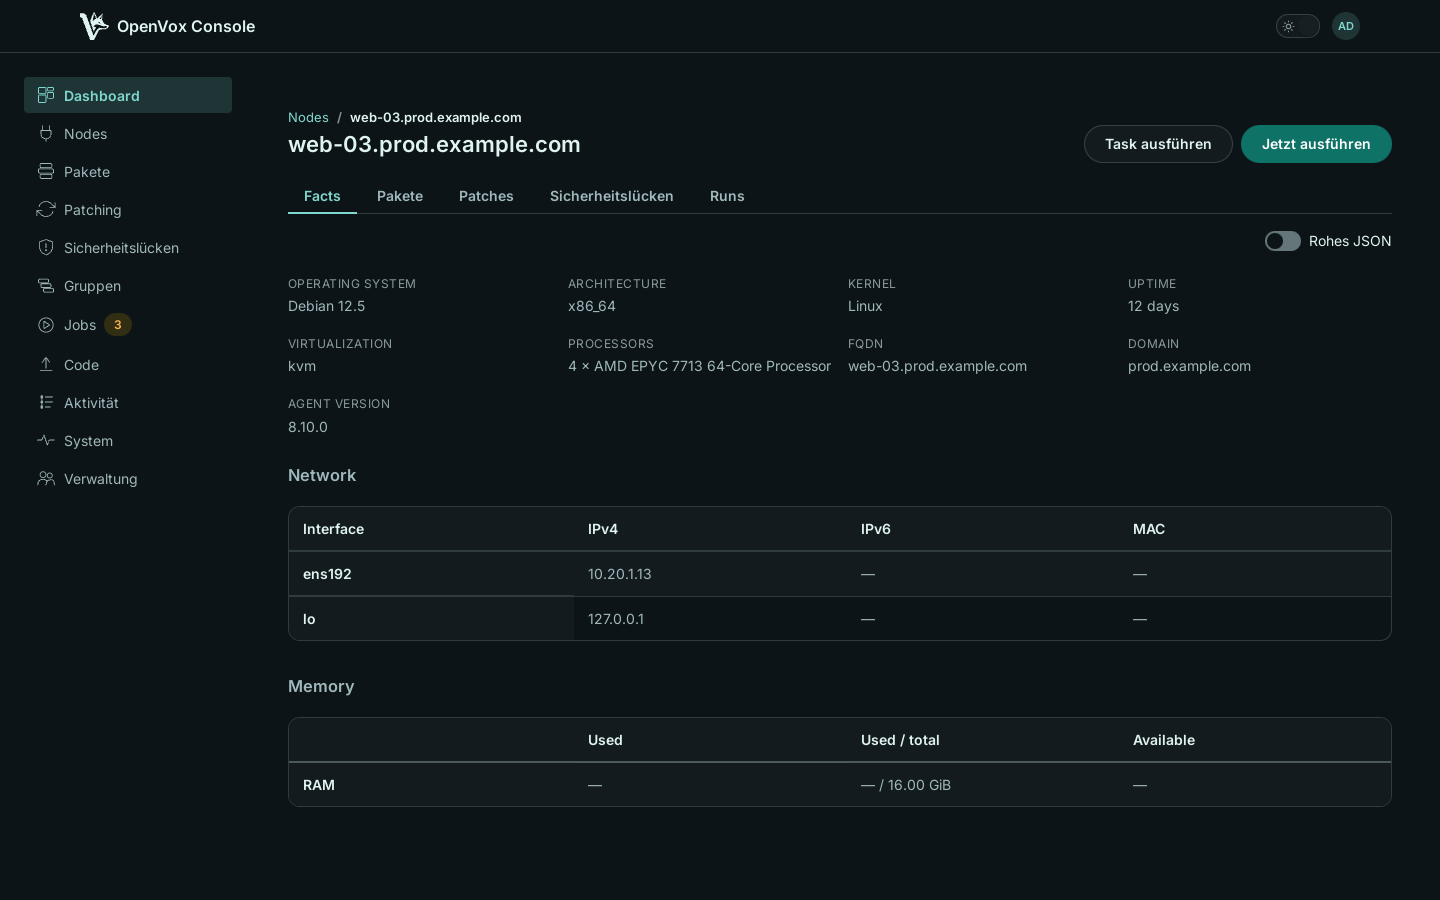 OpenVox Console
AD
Dashboard
Nodes
Pakete
Patching
Sicherheitslücken
Gruppen
Jobs 3
Code
Aktivität
System
Verwaltung
Nodes / web-03.prod.example.com
web-03.prod.example.com
Task ausführen
Jetzt ausführen
Facts Pakete Patches Sicherheitslücken Runs
Rohes JSON
OPERATING SYSTEM ARCHITECTURE KERNEL UPTIME
Debian 12.5 x86_64 Linux 12 days
VIRTUALIZATION PROCESSORS FQDN DOMAIN
kvm 4 × AMD EPYC 7713 64-Core Processor web-03.prod.example.com prod.example.com
AGENT VERSION
8.10.0
Network
Interface IPv4 IPv6 MAC
ens192 10.20.1.13 — —
lo 127.0.0.1 — —
Memory
Used Used / total Available
RAM — — / 16.00 GiB —